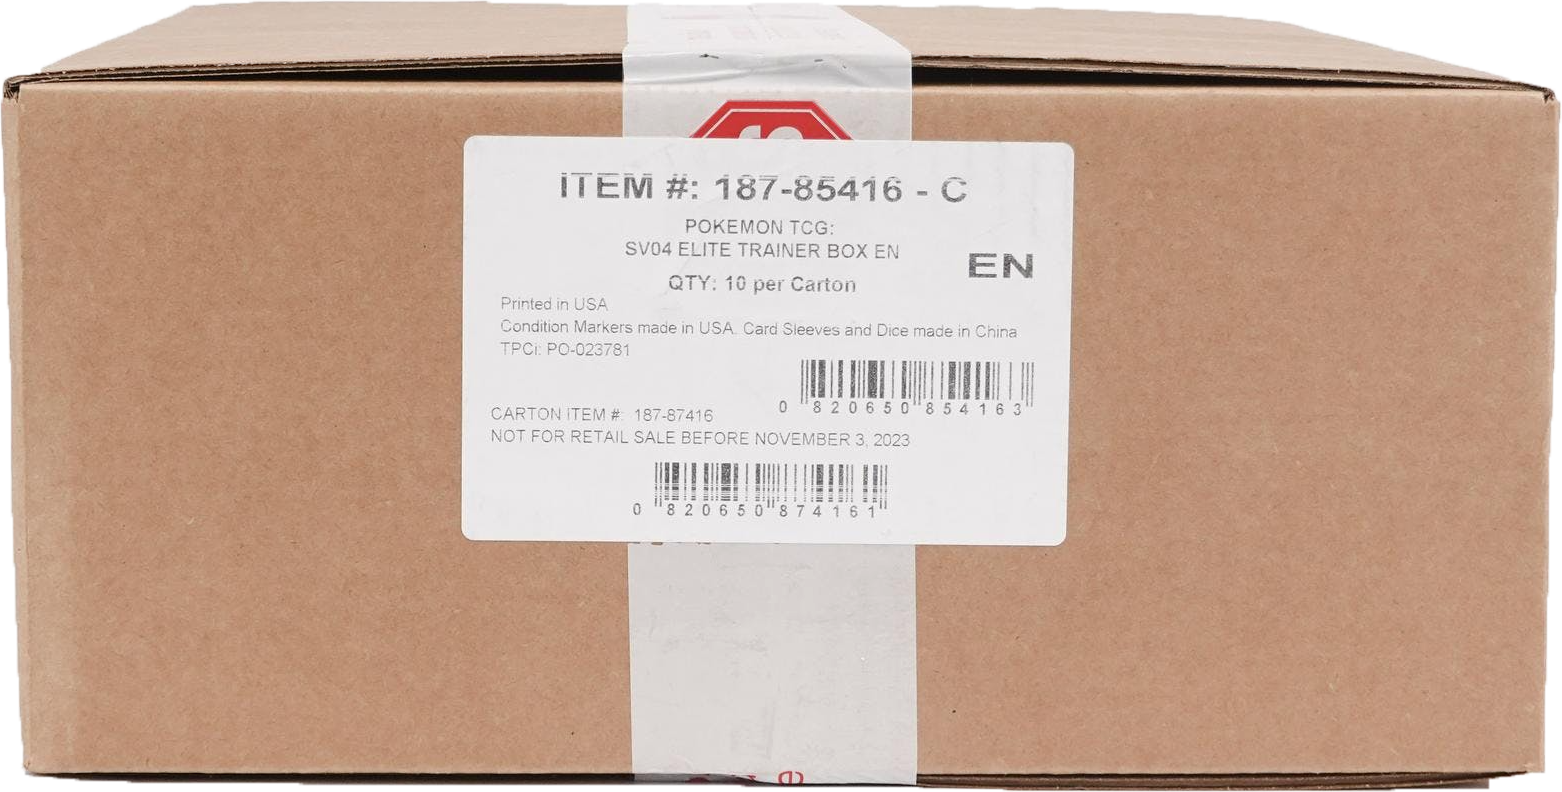 ITEM #: 187-85416 - C
POKEMON TCG:
SV04 ELITE TRAINER BOX EN
EN
QTY: 10 per Carton
Printed in USA
Condition Markers made in USA. Card Sleeves and Dice made in China
TPCi: PO-023781
0 820650 854163
CARTON ITEM #: 187-87416
NOT FOR RETAIL SALE BEFORE NOVEMBER 3, 2023
0 820650 874161